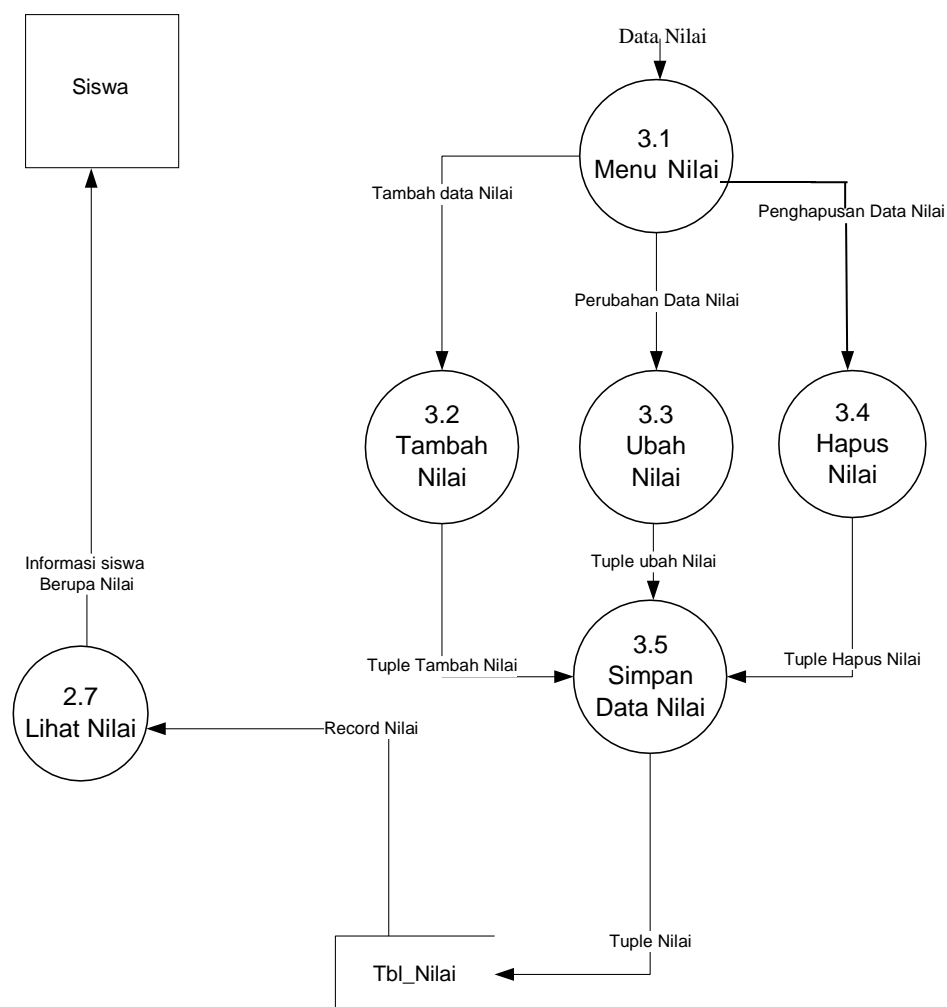 Siswa
Data Nilai
3.1
Menu Nilai
Tambah data Nilai
Penghapusan Data Nilai
Perubahan Data Nilai
3.2
Tambah
Nilai
3.3
Ubah
Nilai
3.4
Hapus
Nilai
Informasi siswa
Berupa Nilai
Tuple ubah Nilai
2.7
Lihat Nilai
Tuple Tambah Nilai
3.5
Simpan
Data Nilai
Tuple Hapus Nilai
Record Nilai
Tuple Nilai
Tbl_Nilai